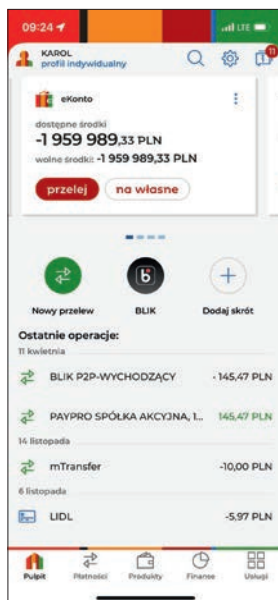 09:24
LTE
KAROL
profil indywidualny
11
eKonto
dostępne środki
-1 959 989,33 PLN
wolne środki: -1 959 989,33 PLN
przelej
na własne
Nowy przelew
BLIK
Dodaj skrót
Ostatnie operacje:
11 kwietnia
BLIK P2P-WYCHODZĄCY -145,47 PLN
PAYPRO SPÓŁKA AKCYJNA, 1... 145,47 PLN
14 listopada
mTransfer -10,00 PLN
6 listopada
LIDL -5,97 PLN
Pulpit
Płatności
Produkty
Finanse
Usługi